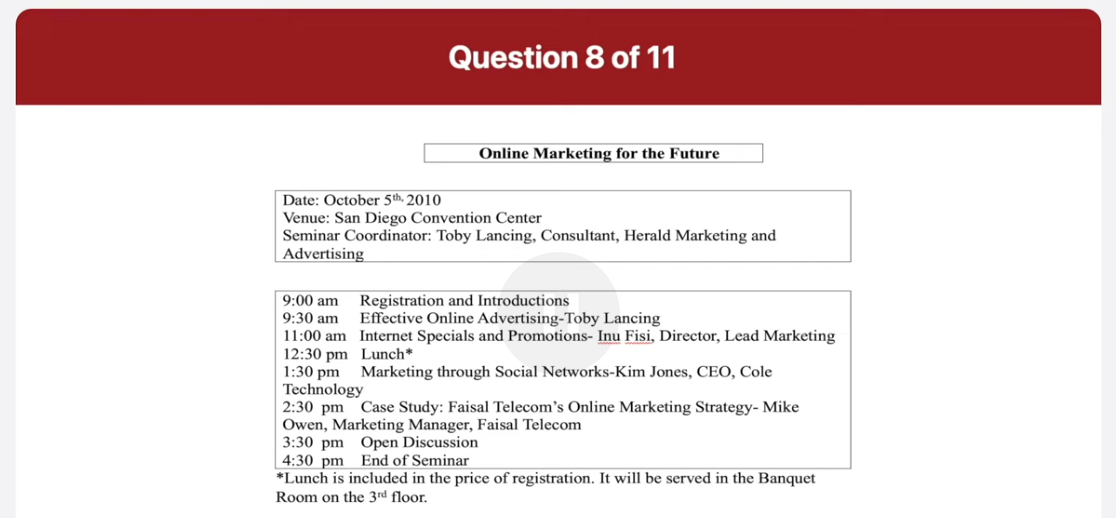 Question 8 of 11
Online Marketing for the Future
Date: October 5th, 2010
Venue: San Diego Convention Center
Seminar Coordinator: Toby Lancing, Consultant, Herald Marketing and
Advertising
9:00 am Registration and Introductions
9:30 am Effective Online Advertising-Toby Lancing
11:00 am Internet Specials and Promotions- Inu Fisi, Director, Lead Marketing
12:30 pm Lunch*
1:30 pm Marketing through Social Networks-Kim Jones, CEO, Cole
Technology
2:30 pm Case Study: Faisal Telecom’s Online Marketing Strategy- Mike
Owen, Marketing Manager, Faisal Telecom
3:30 pm Open Discussion
4:30 pm End of Seminar
*Lunch is included in the price of registration. It will be served in the Banquet
Room on the 3rd floor.